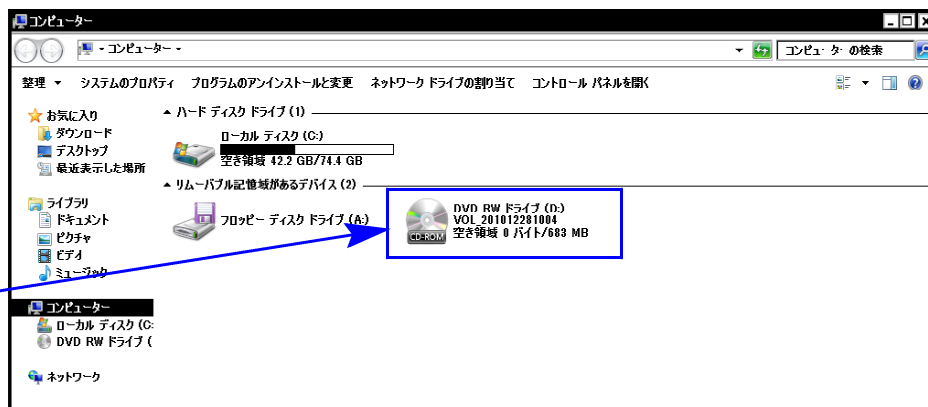 コンピューター
コンピューター
コンピュ タ の検索
整理 システムのプロパティ プログラムのアンインストールと変更 ネットワーク ドライブの割り当て コントロール パネルを開く
お気に入り
ダウンロード
デスクトップ
最近表示した場所
ライブラリ
ドキュメント
ピクチャ
ビデオ
ミュージック
コンピューター
ローカル ディスク (C:
DVD RW ドライブ (
ネットワーク
ハード ディスク ドライブ (1)
ローカル ディスク (C:)
空き領域 42.2 GB/74.4 GB
リムーバブル記憶域があるデバイス (2)
フロッピー ディスク ドライブ (A:)
DVD RW ドライブ (D:)
VOL_201012281004
空き領域 0 バイト/683 MB
CD-ROM